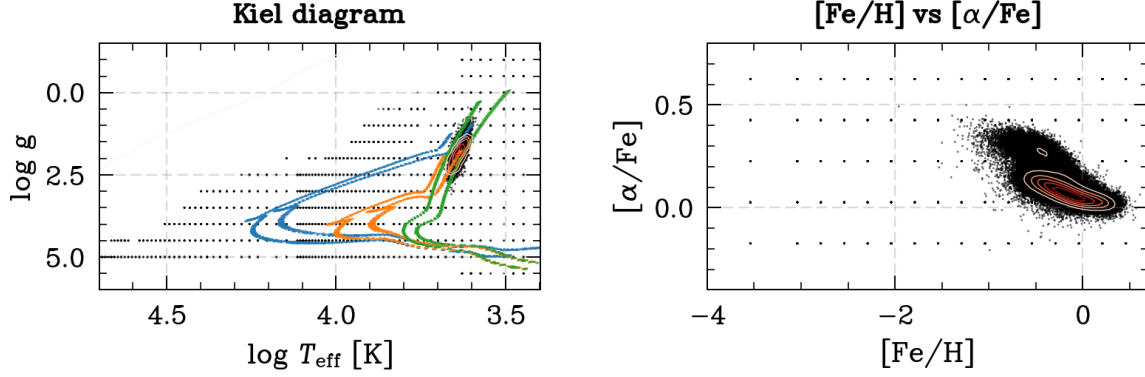 Kiel diagram
[Fe/H] vs [α/Fe]
log g
0.0
2.5
5.0
4.5
4.0
3.5
log T_eff [K]
[α/Fe]
0.5
0.0
−4
−2
0
[Fe/H]